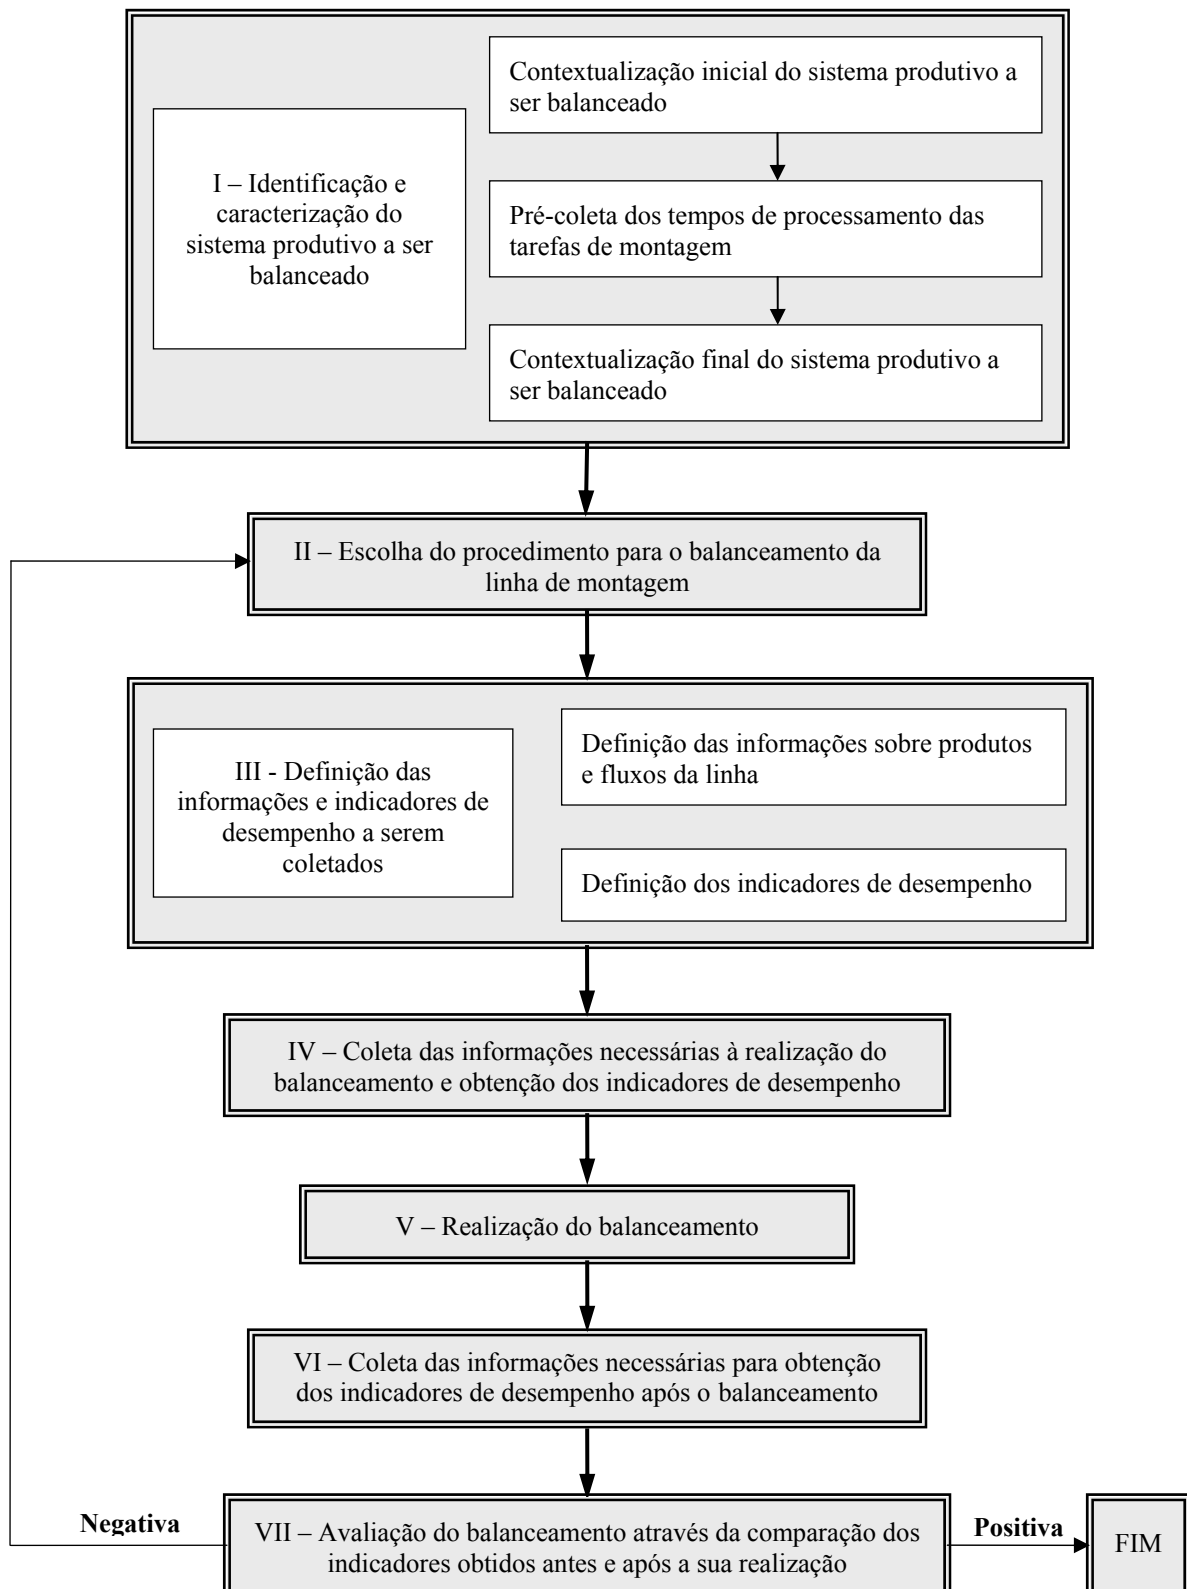 I – Identificação e
caracterização do
sistema produtivo a ser
balanceado
Contextualização inicial do sistema produtivo a
ser balanceado
Pré-coleta dos tempos de processamento das
tarefas de montagem
Contextualização final do sistema produtivo a
ser balanceado
II – Escolha do procedimento para o balanceamento da
linha de montagem
III - Definição das
informações e indicadores de
desempenho a serem
coletados
Definição das informações sobre produtos
e fluxos da linha
Definição dos indicadores de desempenho
IV – Coleta das informações necessárias à realização do
balanceamento e obtenção dos indicadores de desempenho
V – Realização do balanceamento
VI – Coleta das informações necessárias para obtenção
dos indicadores de desempenho após o balanceamento
Negativa
VII – Avaliação do balanceamento através da comparação dos
indicadores obtidos antes e após a sua realização
Positiva
FIM